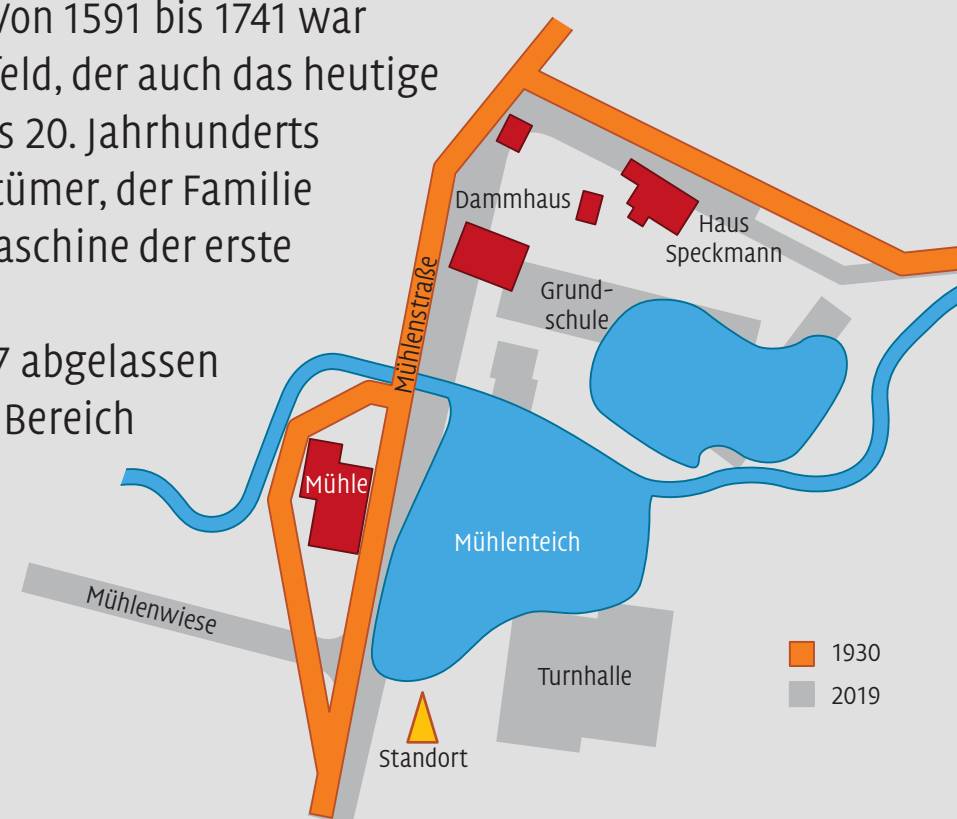 Von 1591 bis 1741 war
feld, der auch das heutige
s 20. Jahrhunderts
tümer, der Familie
aschine der erste
7 abgelassen
Bereich
Dammhaus
Haus
Speckmann
Grund-
schule
Mühlenstraße
Mühle
Mühlenteich
Mühlenwiese
Turnhalle
Standort
1930
2019